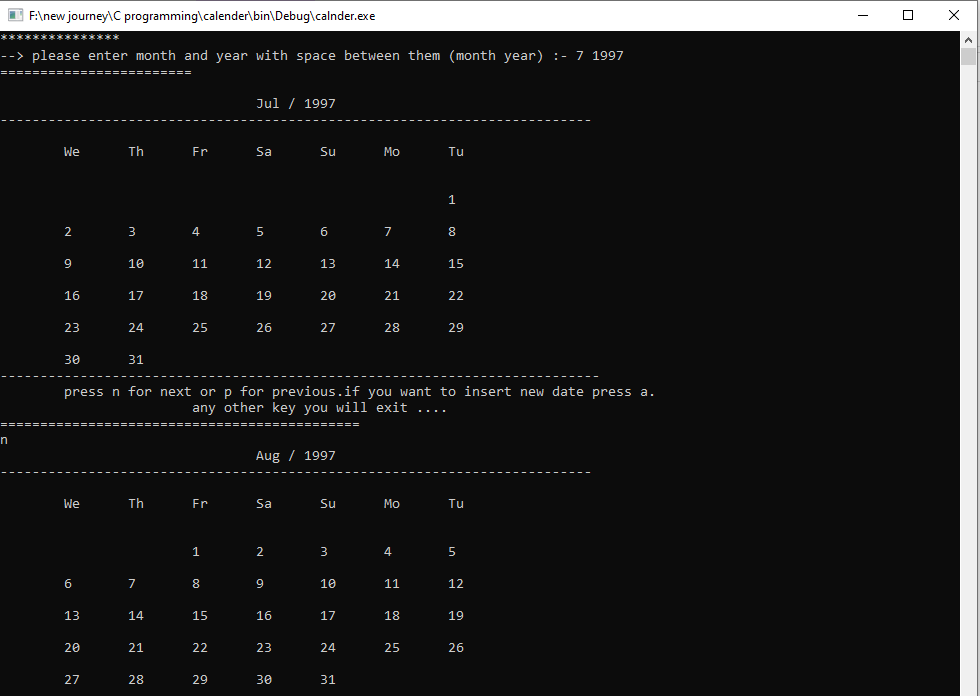 F:\new journey\C programming\calender\bin\Debug\calnder.exe
***************
--> please enter month and year with space between them (month year) :- 7 1997
========================
Jul / 1997
--------------------------------------------------------------------------
We Th Fr Sa Su Mo Tu
1
2 3 4 5 6 7 8
9 10 11 12 13 14 15
16 17 18 19 20 21 22
23 24 25 26 27 28 29
30 31
---------------------------------------------------------------------------
press n for next or p for previous.if you want to insert new date press a.
any other key you will exit ....
=============================================
n
Aug / 1997
--------------------------------------------------------------------------
We Th Fr Sa Su Mo Tu
1 2 3 4 5
6 7 8 9 10 11 12
13 14 15 16 17 18 19
20 21 22 23 24 25 26
27 28 29 30 31